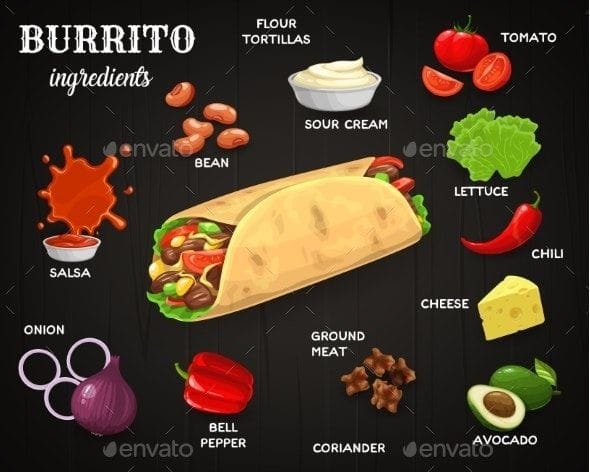 BURRITO
ingredients
FLOUR
TORTILLAS
TOMATO
SOUR CREAM
BEAN
LETTUCE
SALSA
CHILI
CHEESE
ONION
GROUND
MEAT
BELL
PEPPER
CORIANDER
AVOCADO
envato
envato
envato
envato
envato
envato